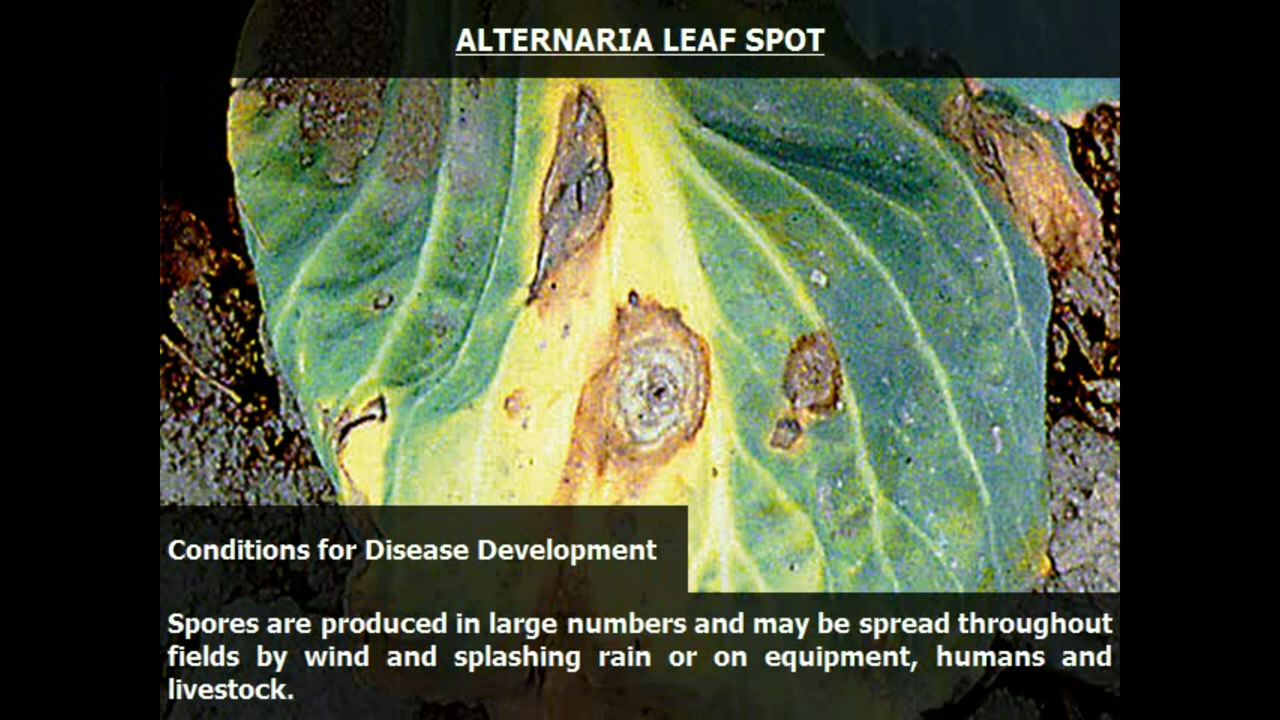 ALTERNARIA LEAF SPOT
Conditions for Disease Development
Spores are produced in large numbers and may be spread throughout
fields by wind and splashing rain or on equipment, humans and
livestock.